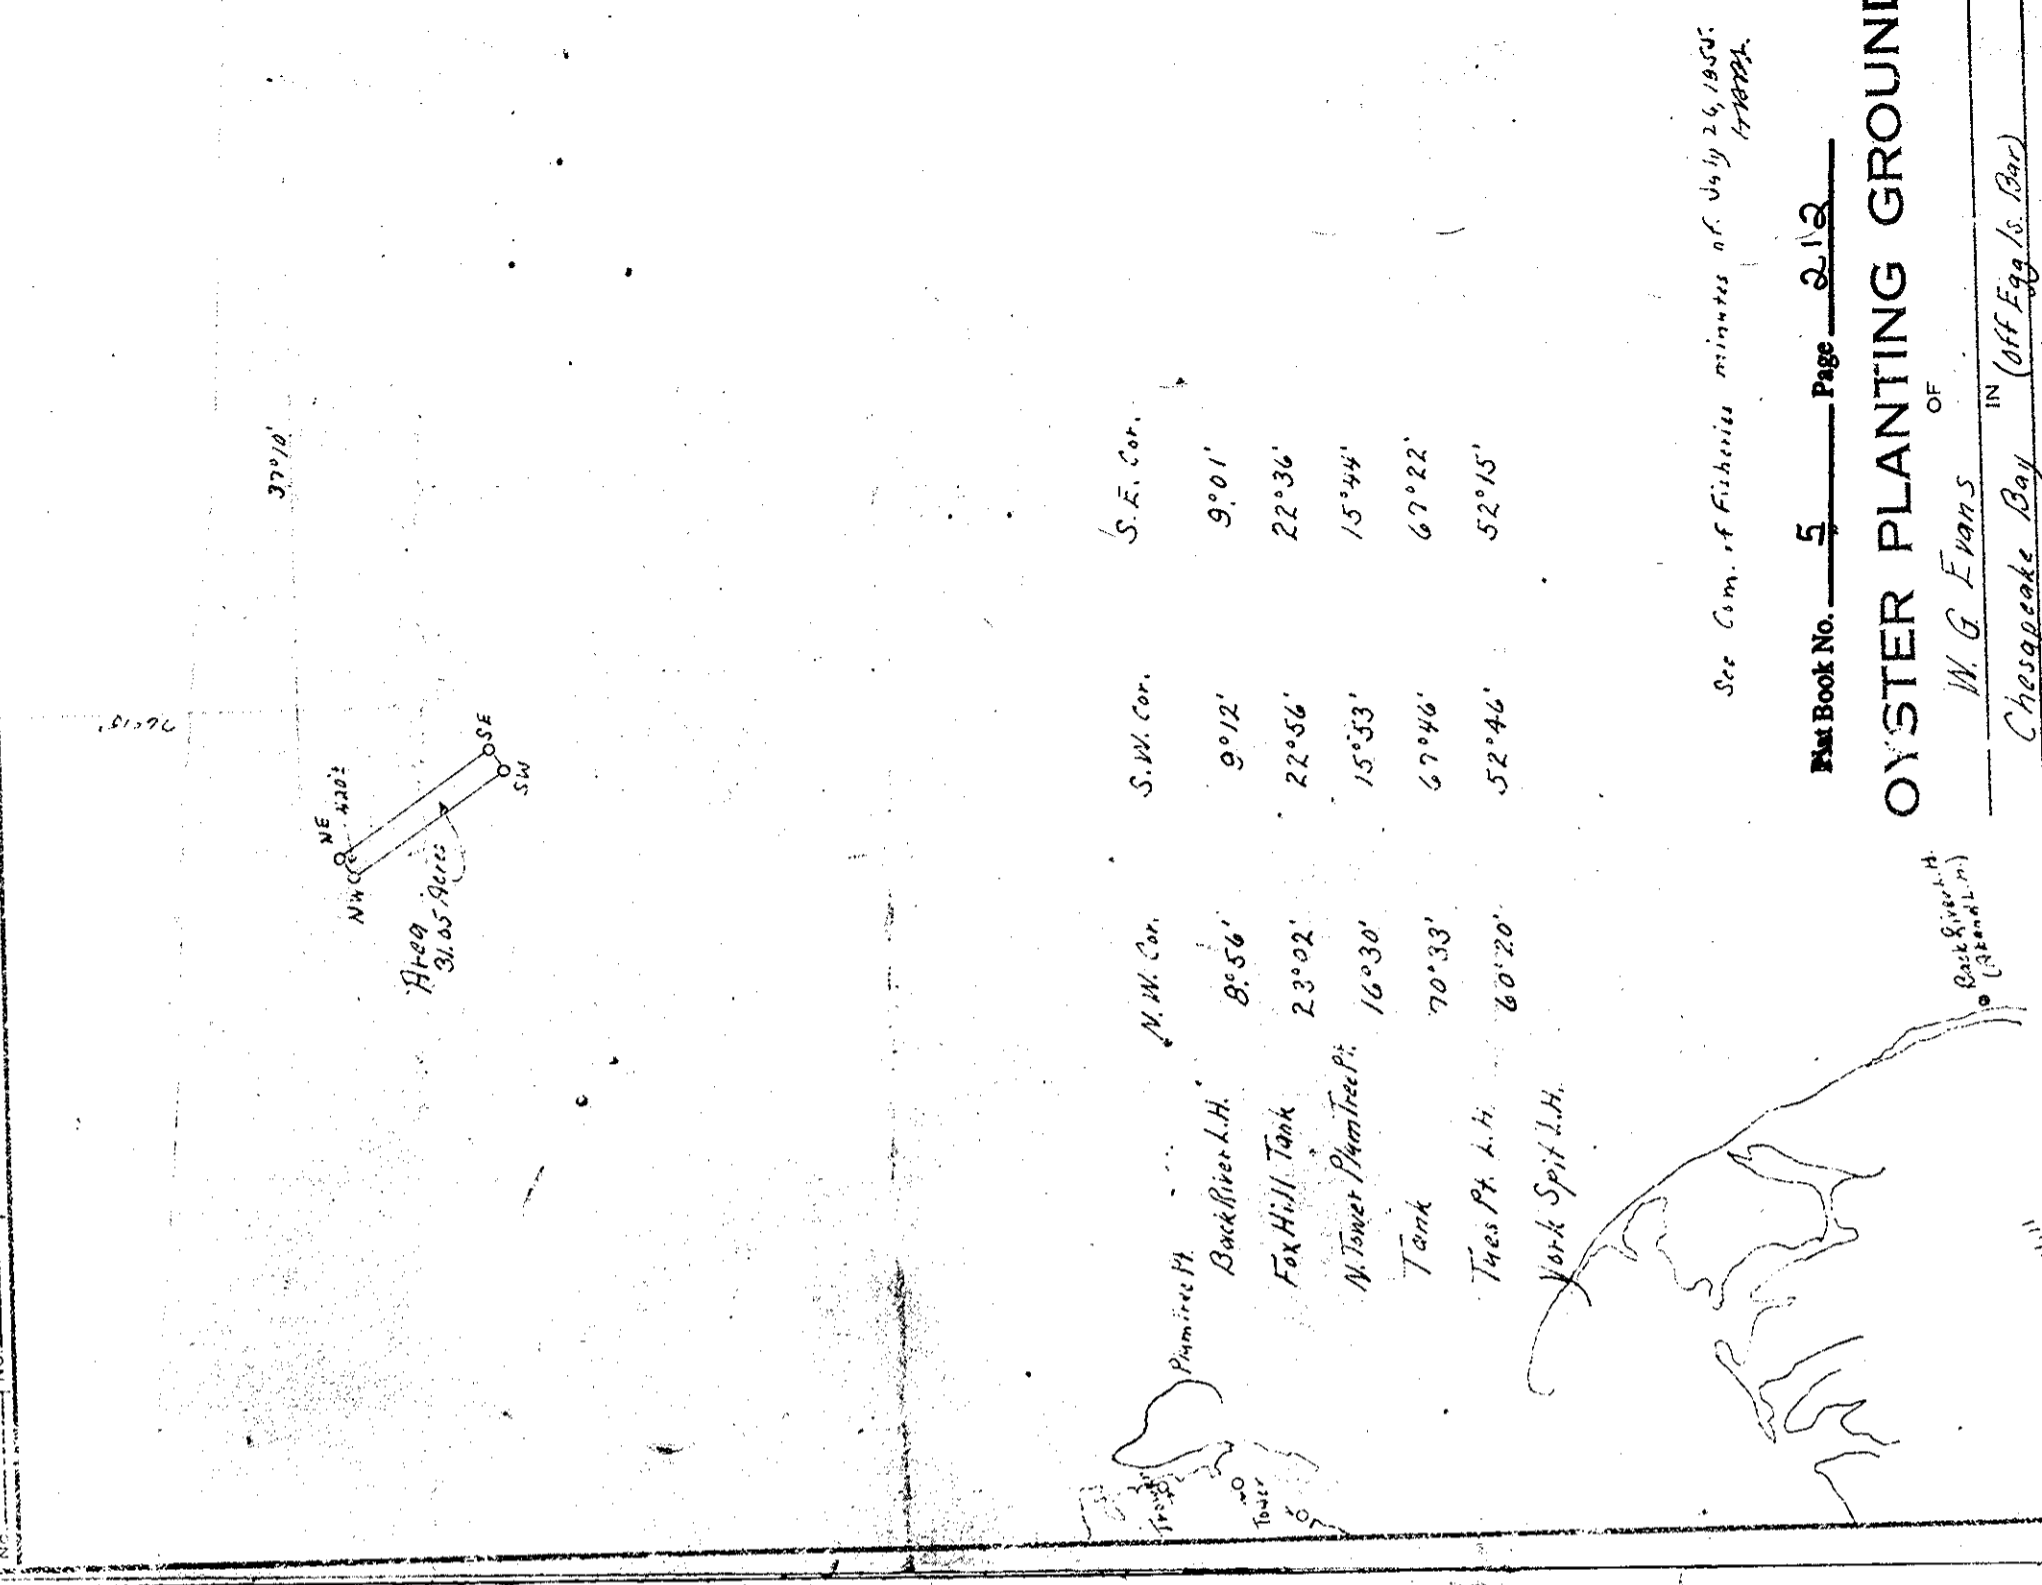 37°10'
NE
420'±
NW
SE
SW
Area
31.05 Acres
Plumtree Pt.
Tower
Tower
N.W. Cor. S.W. Cor. S.E. Cor.
Back River L.H.
8°56' 9°12' 9°01'
Fox Hill Tank
23°02' 22°56' 22°36'
N. Tower Plum Tree Pt.
16°30' 15°53' 15°44'
Tank
70°33' 67°46' 67°22'
Tues Pt. L.H.
60°20' 52°46' 52°15'
York Spit L.H.
See Com. of Fisheries minutes of July 26, 1955.
Plat Book No. 5 Page 212
OYSTER PLANTING GROUND
OF
W. G Evans
IN
Chesapeake Bay (Off Egg Is. Bar)
Back River L.H.